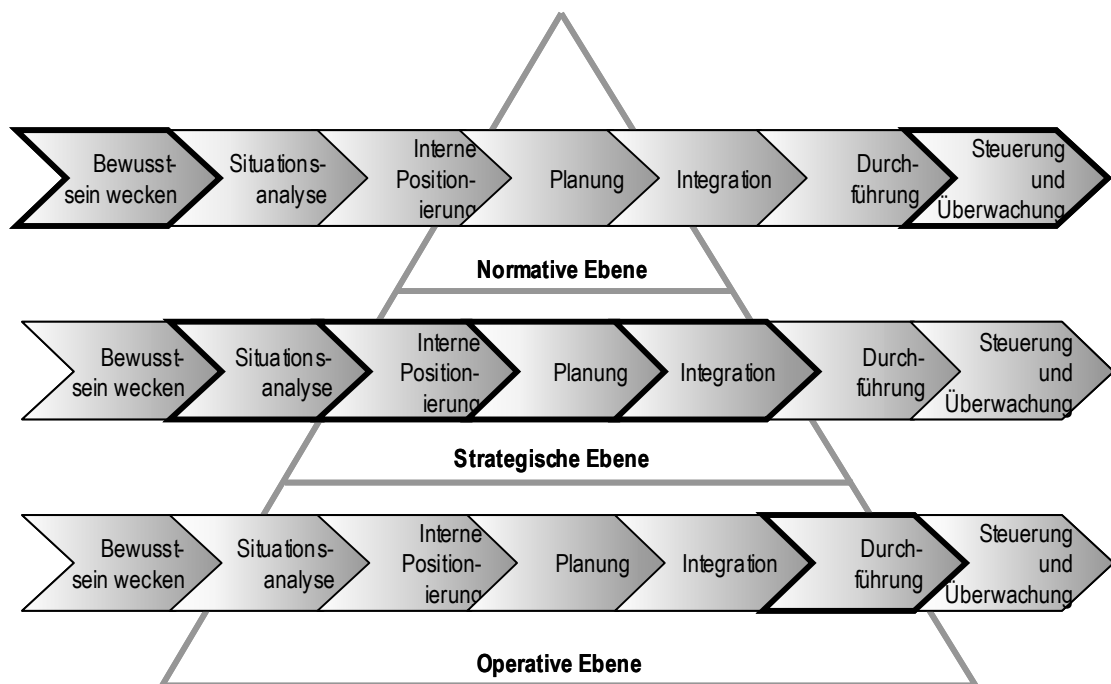 Bewusst-
sein wecken
Situations-
analyse
Interne
Position-
ierung
Planung
Integration
Durch-
führung
Steuerung
und
Überwachung
Normative Ebene
Bewusst-
sein wecken
Situations-
analyse
Interne
Position-
ierung
Planung
Integration
Durch-
führung
Steuerung
und
Überwachung
Strategische Ebene
Bewusst-
sein wecken
Situations-
analyse
Interne
Position-
ierung
Planung
Integration
Durch-
führung
Steuerung
und
Überwachung
Operative Ebene